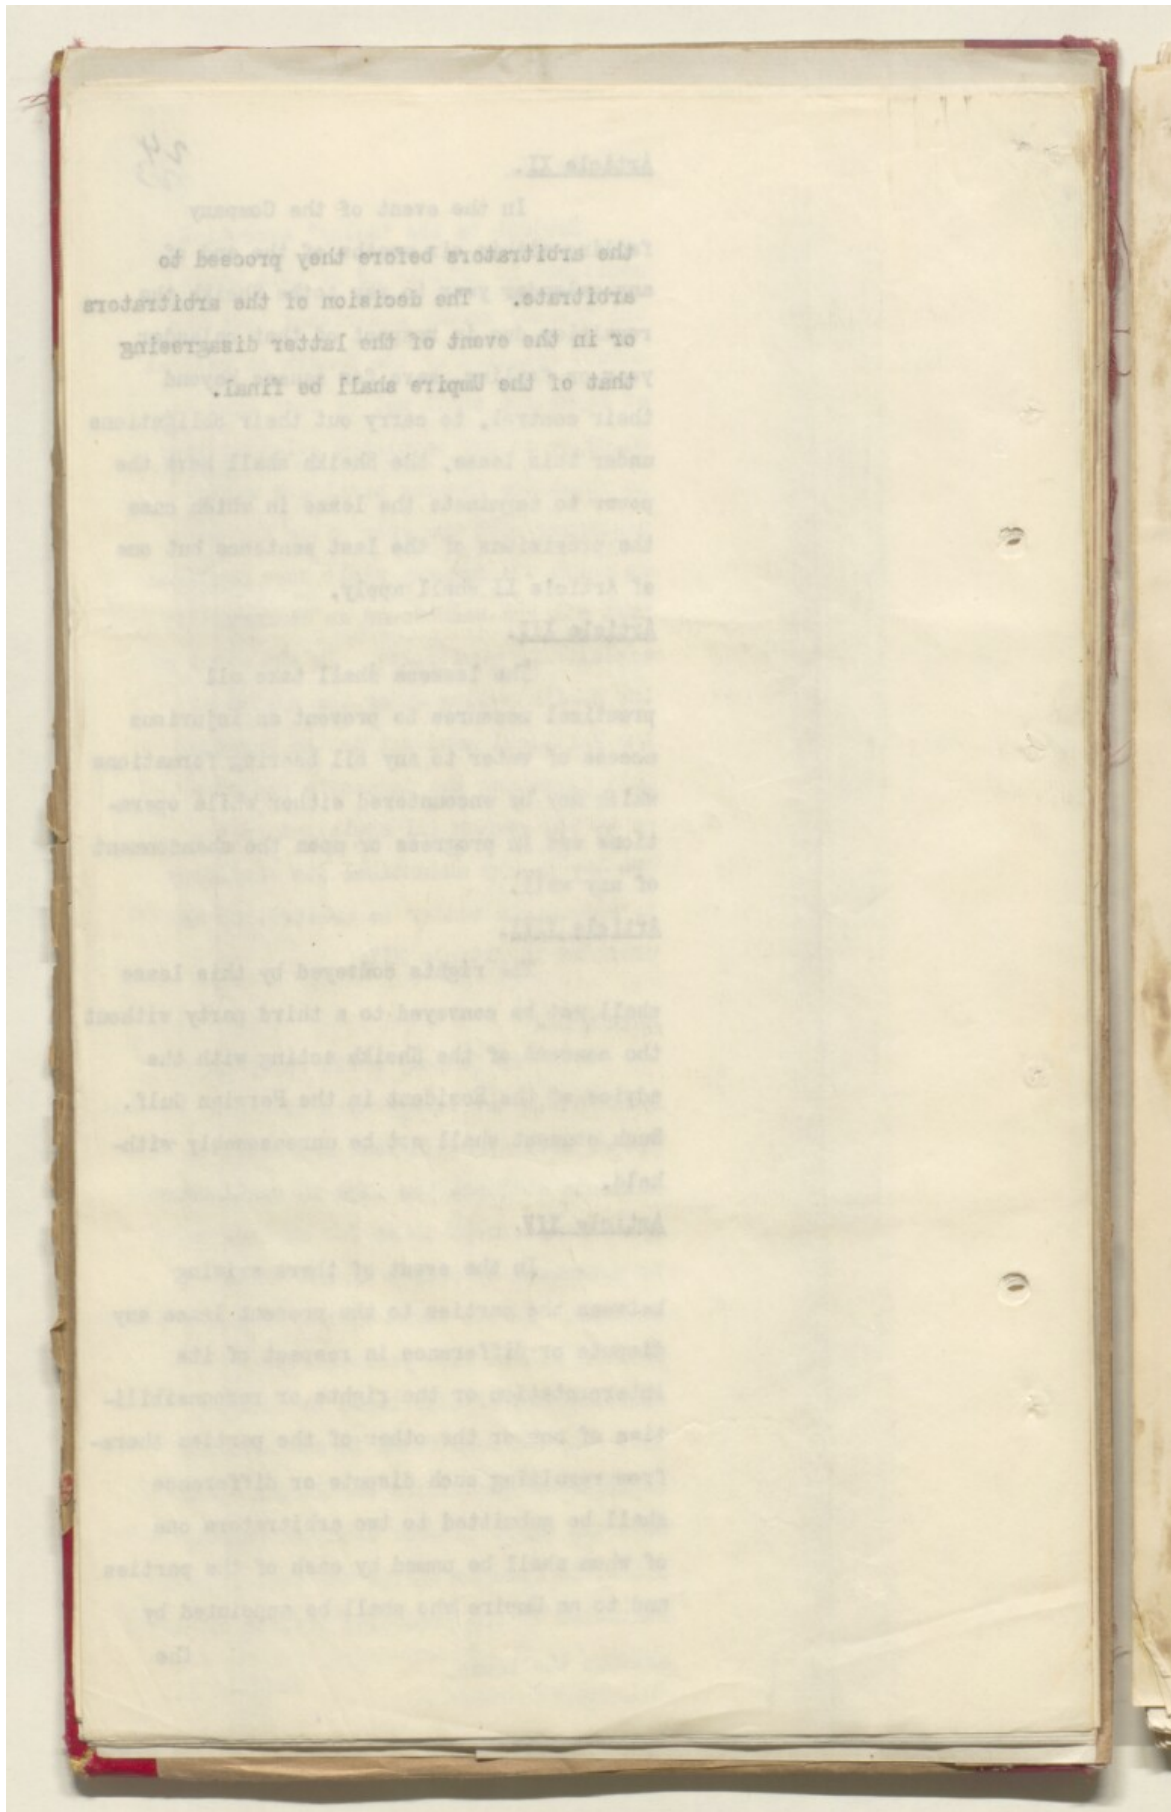 24
Article XI.
In the event of the Company
the arbitrators before they proceed to
arbitrate. The decision of the arbitrators
or in the event of the latter disagreeing
that of the Umpire shall be final.
beyond
their control, to carry out their obligations
under this lease, the Sheikh shall have the
power to terminate the lease in which case
the provisions of the last sentence but one
of Article II shall apply.
Article XII.
The lessees shall take all
practical measures to prevent an injurious
access of water to any oil bearing formations
which may be encountered either while opera-
tions are in progress or upon the abandonment
of any well.
Article XIII.
The rights conveyed by this lease
shall not be conveyed to a third party without
the consent of the Sheikh acting with the
advice of the Resident in the Persian Gulf.
Such consent shall not be unreasonably with-
held.
Article XIV.
In the event of there arising
between the parties to the present lease any
dispute or difference in respect of its
interpretation or the rights or responsibili-
ties of one or the other of the parties there-
from resulting such dispute or difference
shall be submitted to two arbitrators one
of whom shall be named by each of the parties
and to an Umpire who shall be appointed by
the